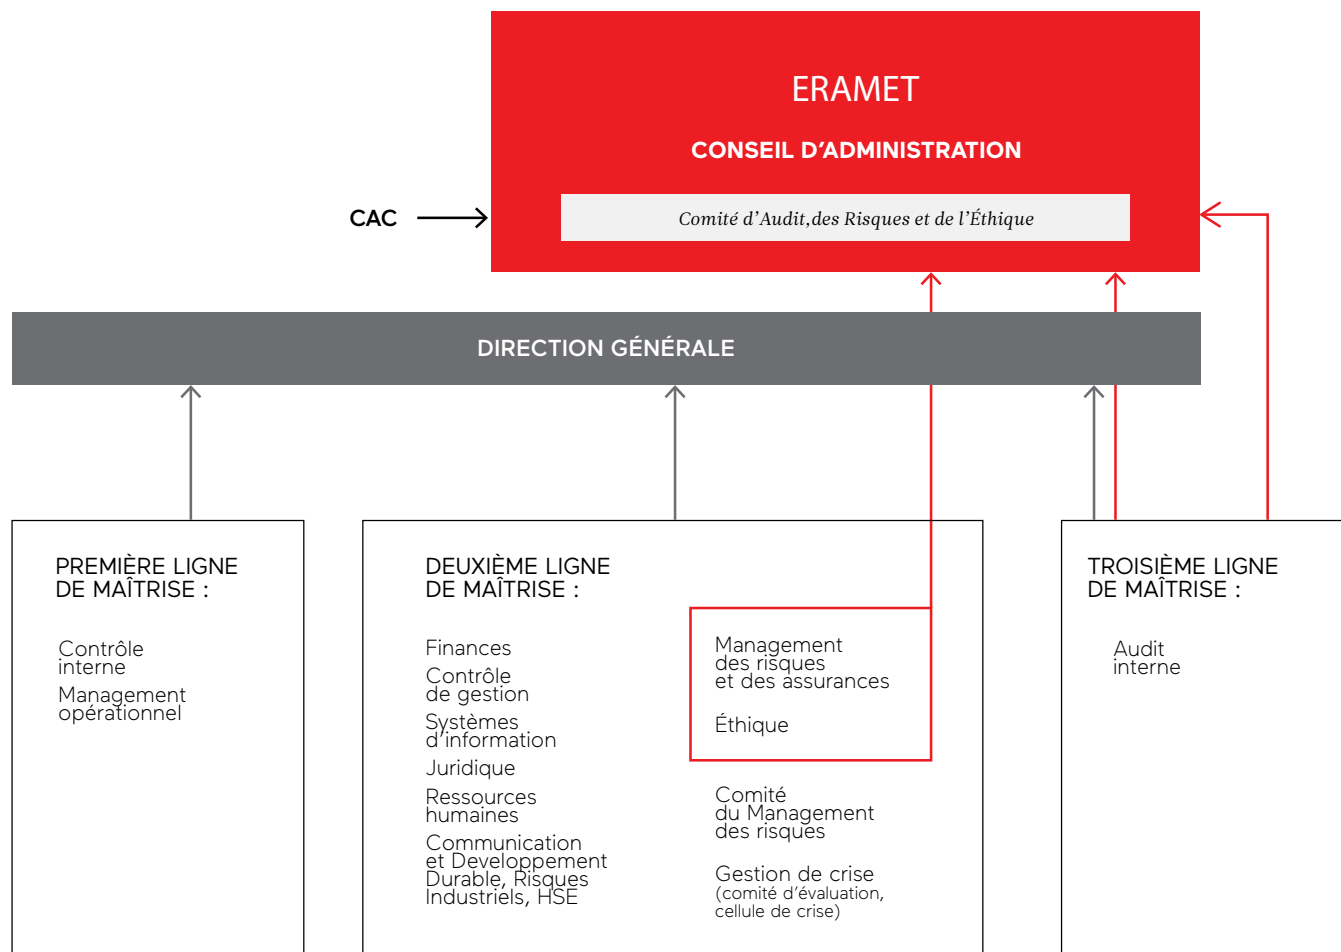 ERAMET
CONSEIL D'ADMINISTRATION
CAC
Comité d'Audit,des Risques et de l'Éthique
DIRECTION GÉNÉRALE
PREMIÈRE LIGNE
DE MAÎTRISE :
Contrôle
interne
Management
opérationnel
DEUXIÈME LIGNE
DE MAÎTRISE :
Finances
Contrôle
de gestion
Systèmes
d'information
Juridique
Ressources
humaines
Communication
et Developpement
Durable, Risques
Industriels, HSE
Management
des risques
et des assurances
Éthique
Comité
du Management
des risques
Gestion de crise
(comité d'évaluation,
cellule de crise)
TROISIÈME LIGNE
DE MAÎTRISE :
Audit
interne